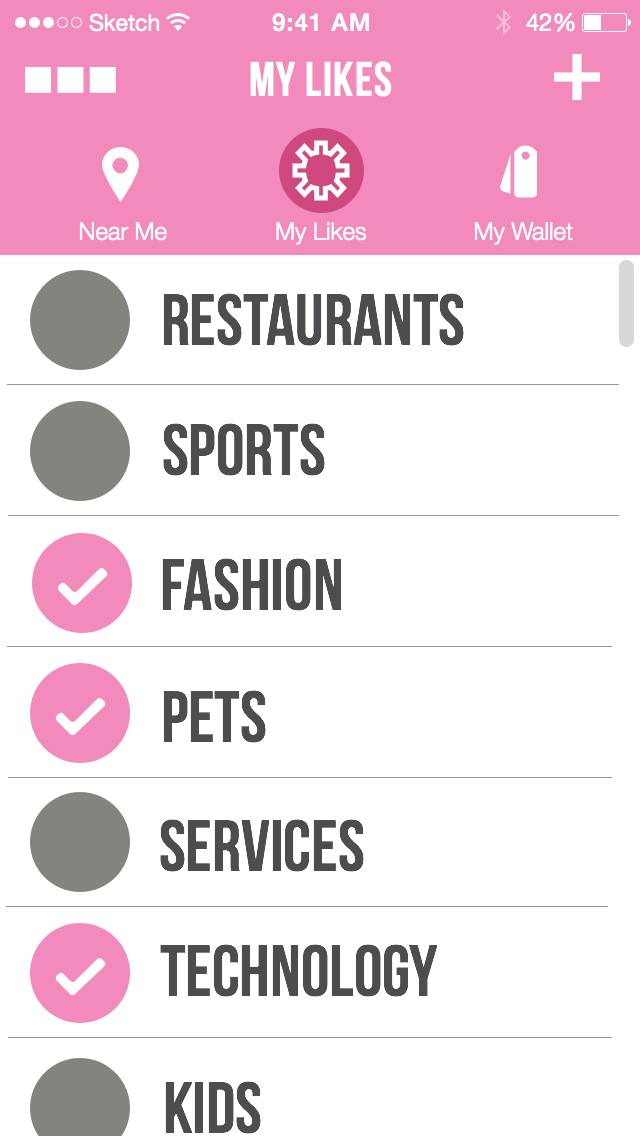 Sketch 9:41 AM 42%
MY LIKES
Near Me My Likes My Wallet
RESTAURANTS
SPORTS
FASHION
PETS
SERVICES
TECHNOLOGY
KIDS